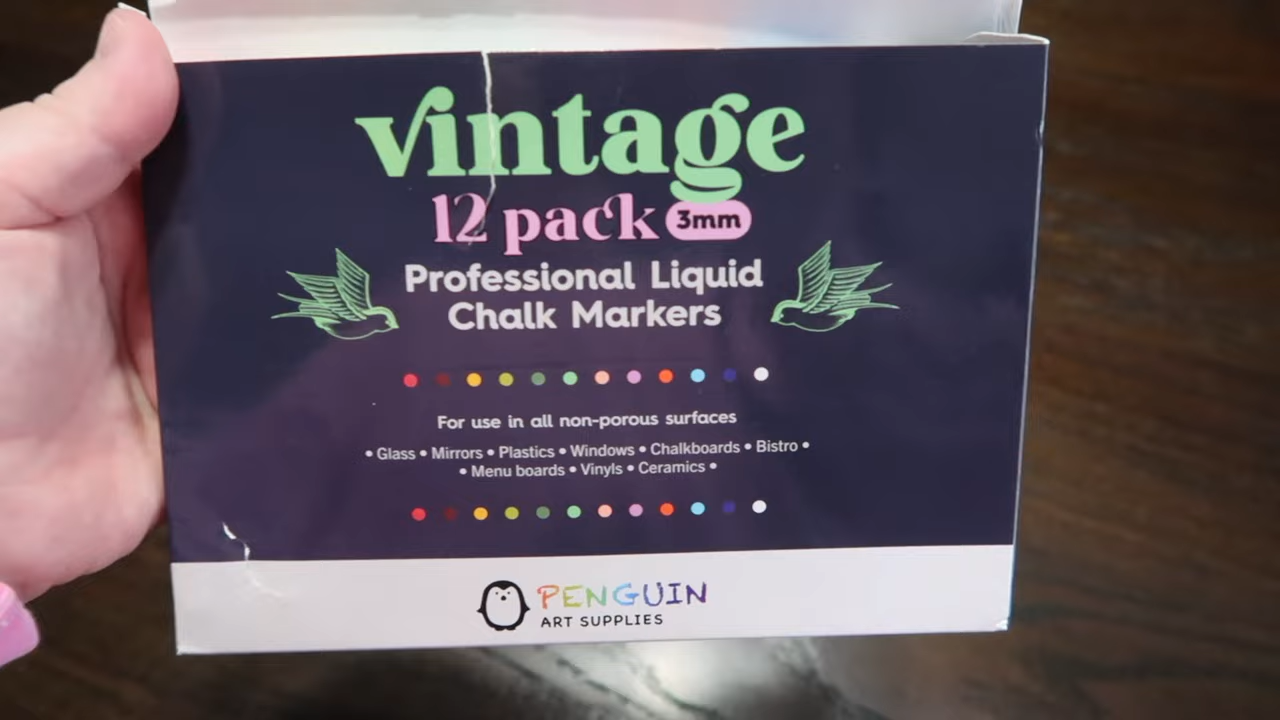 vintage
12 pack 3mm
Professional Liquid
Chalk Markers
For use in all non-porous surfaces
• Glass • Mirrors • Plastics • Windows • Chalkboards • Bistro •
• Menu boards • Vinyls • Ceramics •
PENGUIN
ART SUPPLIES